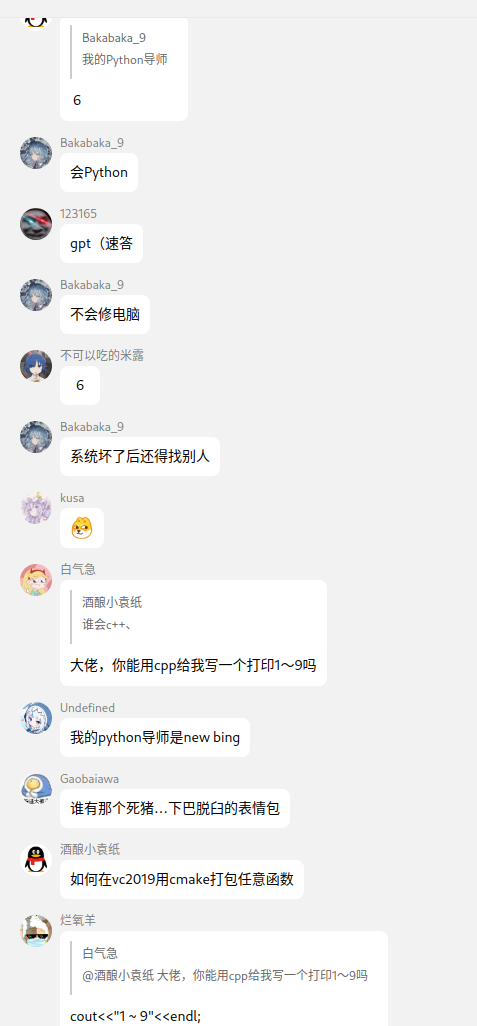 Bakabaka_9
我的Python导师
6
Bakabaka_9
会Python
123165
gpt（速答
Bakabaka_9
不会修电脑
不可以吃的米露
6
Bakabaka_9
系统坏了后还得找别人
kusa
白气急
酒酿小袁纸
谁会c++、
大佬，你能用cpp给我写一个打印1～9吗
Undefined
我的python导师是new bing
Gaobaiawa
谁有那个死猪...下巴脱臼的表情包
酒酿小袁纸
如何在vc2019用cmake打包任意函数
烂氧羊
白气急
@酒酿小袁纸 大佬，你能用cpp给我写一个打印1～9吗
cout<<"1 ~ 9"<<endl;